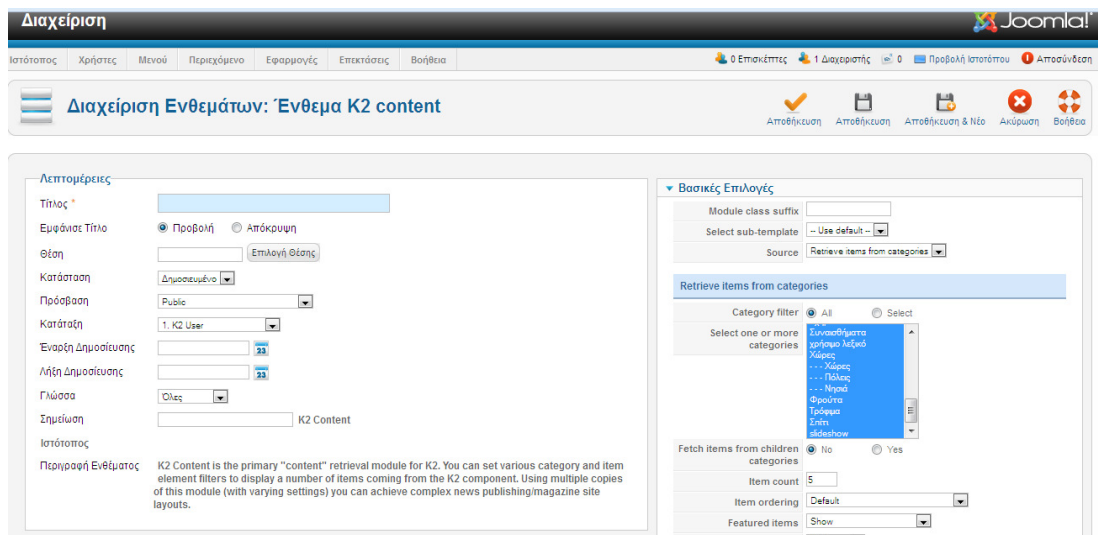 Διαχείριση
Joomla!
Ιστότοπος Χρήστες Μενού Περιεχόμενο Εφαρμογές Επεκτάσεις Βοήθεια
0 Επισκέπτες 1 Διαχειριστής 0 Προβολή Ιστοτόπου Αποσύνδεση
Διαχείριση Ενθεμάτων: Ένθεμα K2 content
Αποθήκευση Αποθήκευση Αποθήκευση & Νέο Ακύρωση Βοήθεια
Λεπτομέρειες
Τίτλος *
Εμφάνισε Τίτλο Προβολή Απόκρυψη
Θέση Επιλογή Θέσης
Κατάσταση Δημοσιευμένο
Πρόσβαση Public
Κατάταξη 1. K2 User
Έναρξη Δημοσίευσης 23
Λήξη Δημοσίευσης 23
Γλώσσα Όλες
Σημείωση K2 Content
Ιστότοπος
Περιγραφή Ενθέματος K2 Content is the primary "content" retrieval module for K2. You can set various category and item
element filters to display a number of items coming from the K2 component. Using multiple copies
of this module (with varying settings) you can achieve complex news publishing/magazine site
layouts.
Βασικές Επιλογές
Module class suffix
Select sub-template -- Use default --
Source Retrieve items from categories
Retrieve items from categories
Category filter All Select
Select one or more
categories
Συναισθήματα
χρήσιμο λεξικό
Χώρες
- - - Χώρες
- - - Πόλεις
- - - Νησιά
Φρούτα
Τρόφιμα
Σπίτι
slideshow
Fetch items from children
categories
No Yes
Item count 5
Item ordering Default
Featured items Show